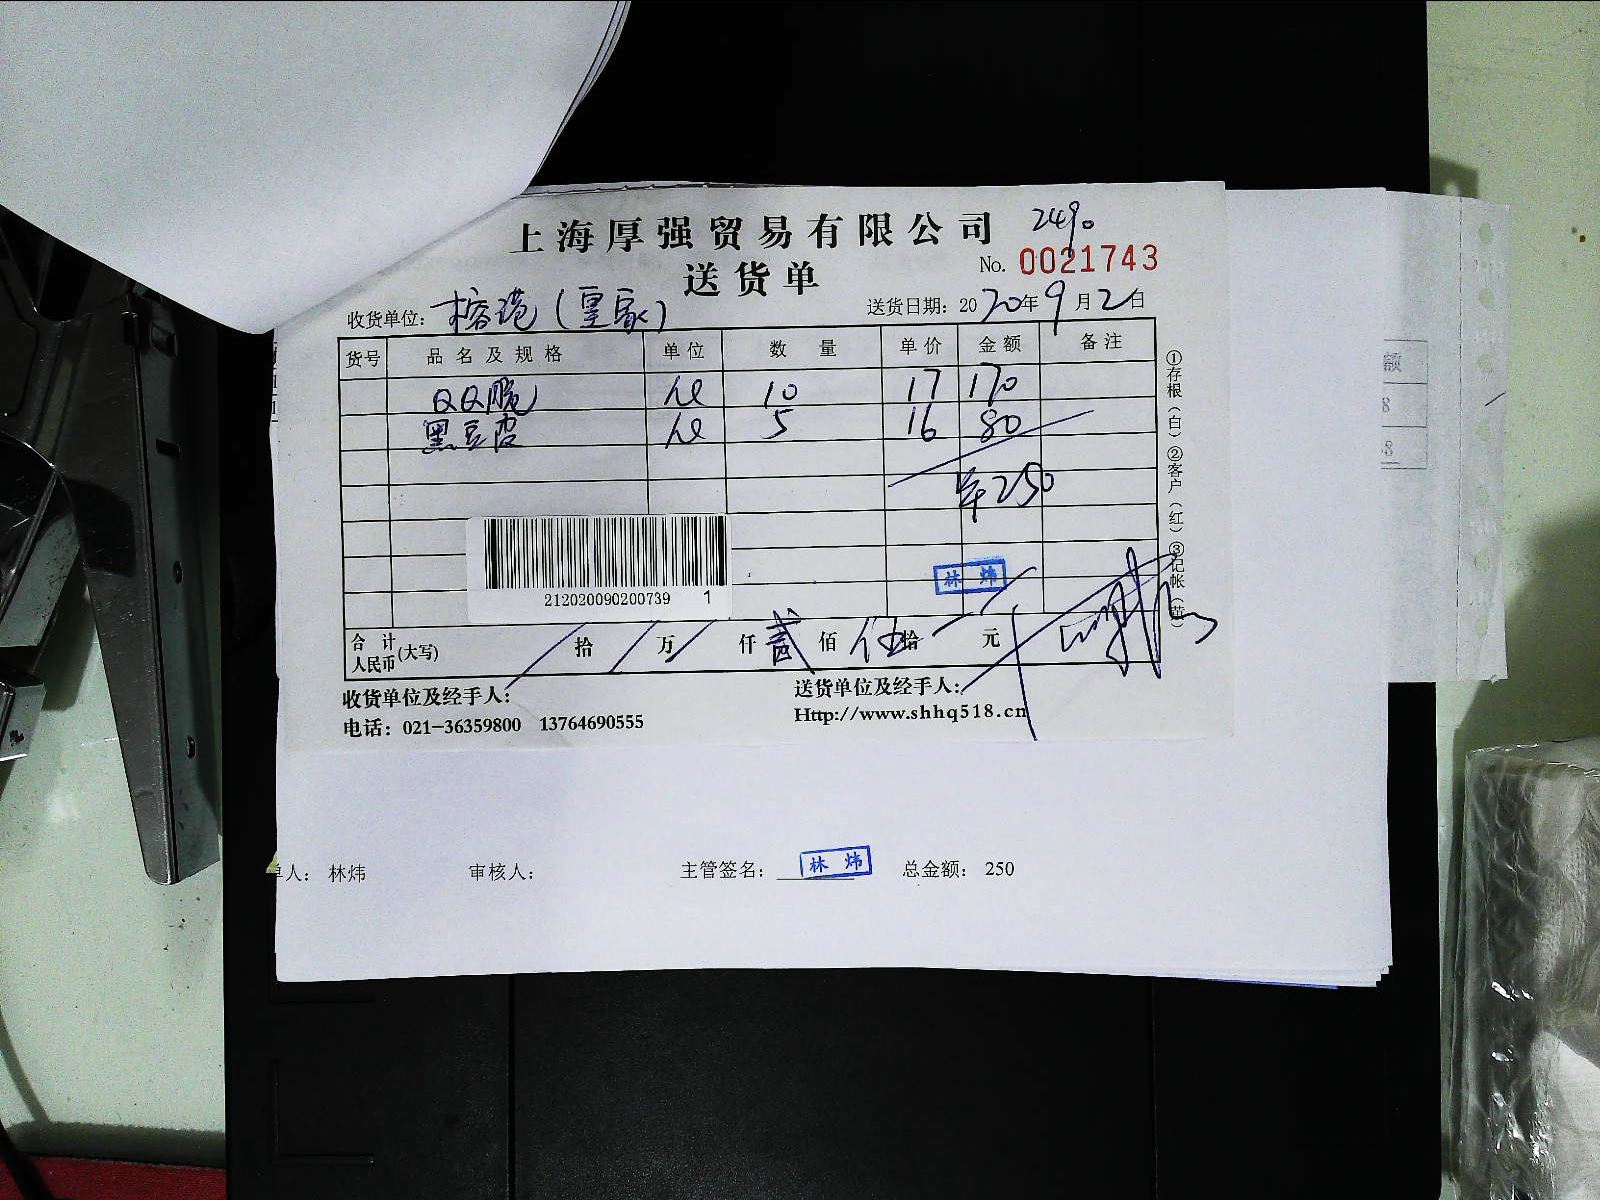 上海厚强贸易有限公司 2490
送货单 No. 0021743
收货单位: 榕港(皇家) 送货日期: 2020年9月2日
货号 品名及规格 单位 数量 单价 金额 备注
QQ脆 10 17 170
黑豆皮 5 16 80
250
林炜
212020090200739 1
合计人民币(大写) 拾 万 仟 贰 佰 伍 拾 元
收货单位及经手人: 送货单位及经手人:
电话: 021-36359800 13764690555 Http://www.shhq518.cn
①存根(白)②客户(红)③记帐(黄)
额
8
单人: 林炜 审核人: 主管签名: 林炜 总金额: 250